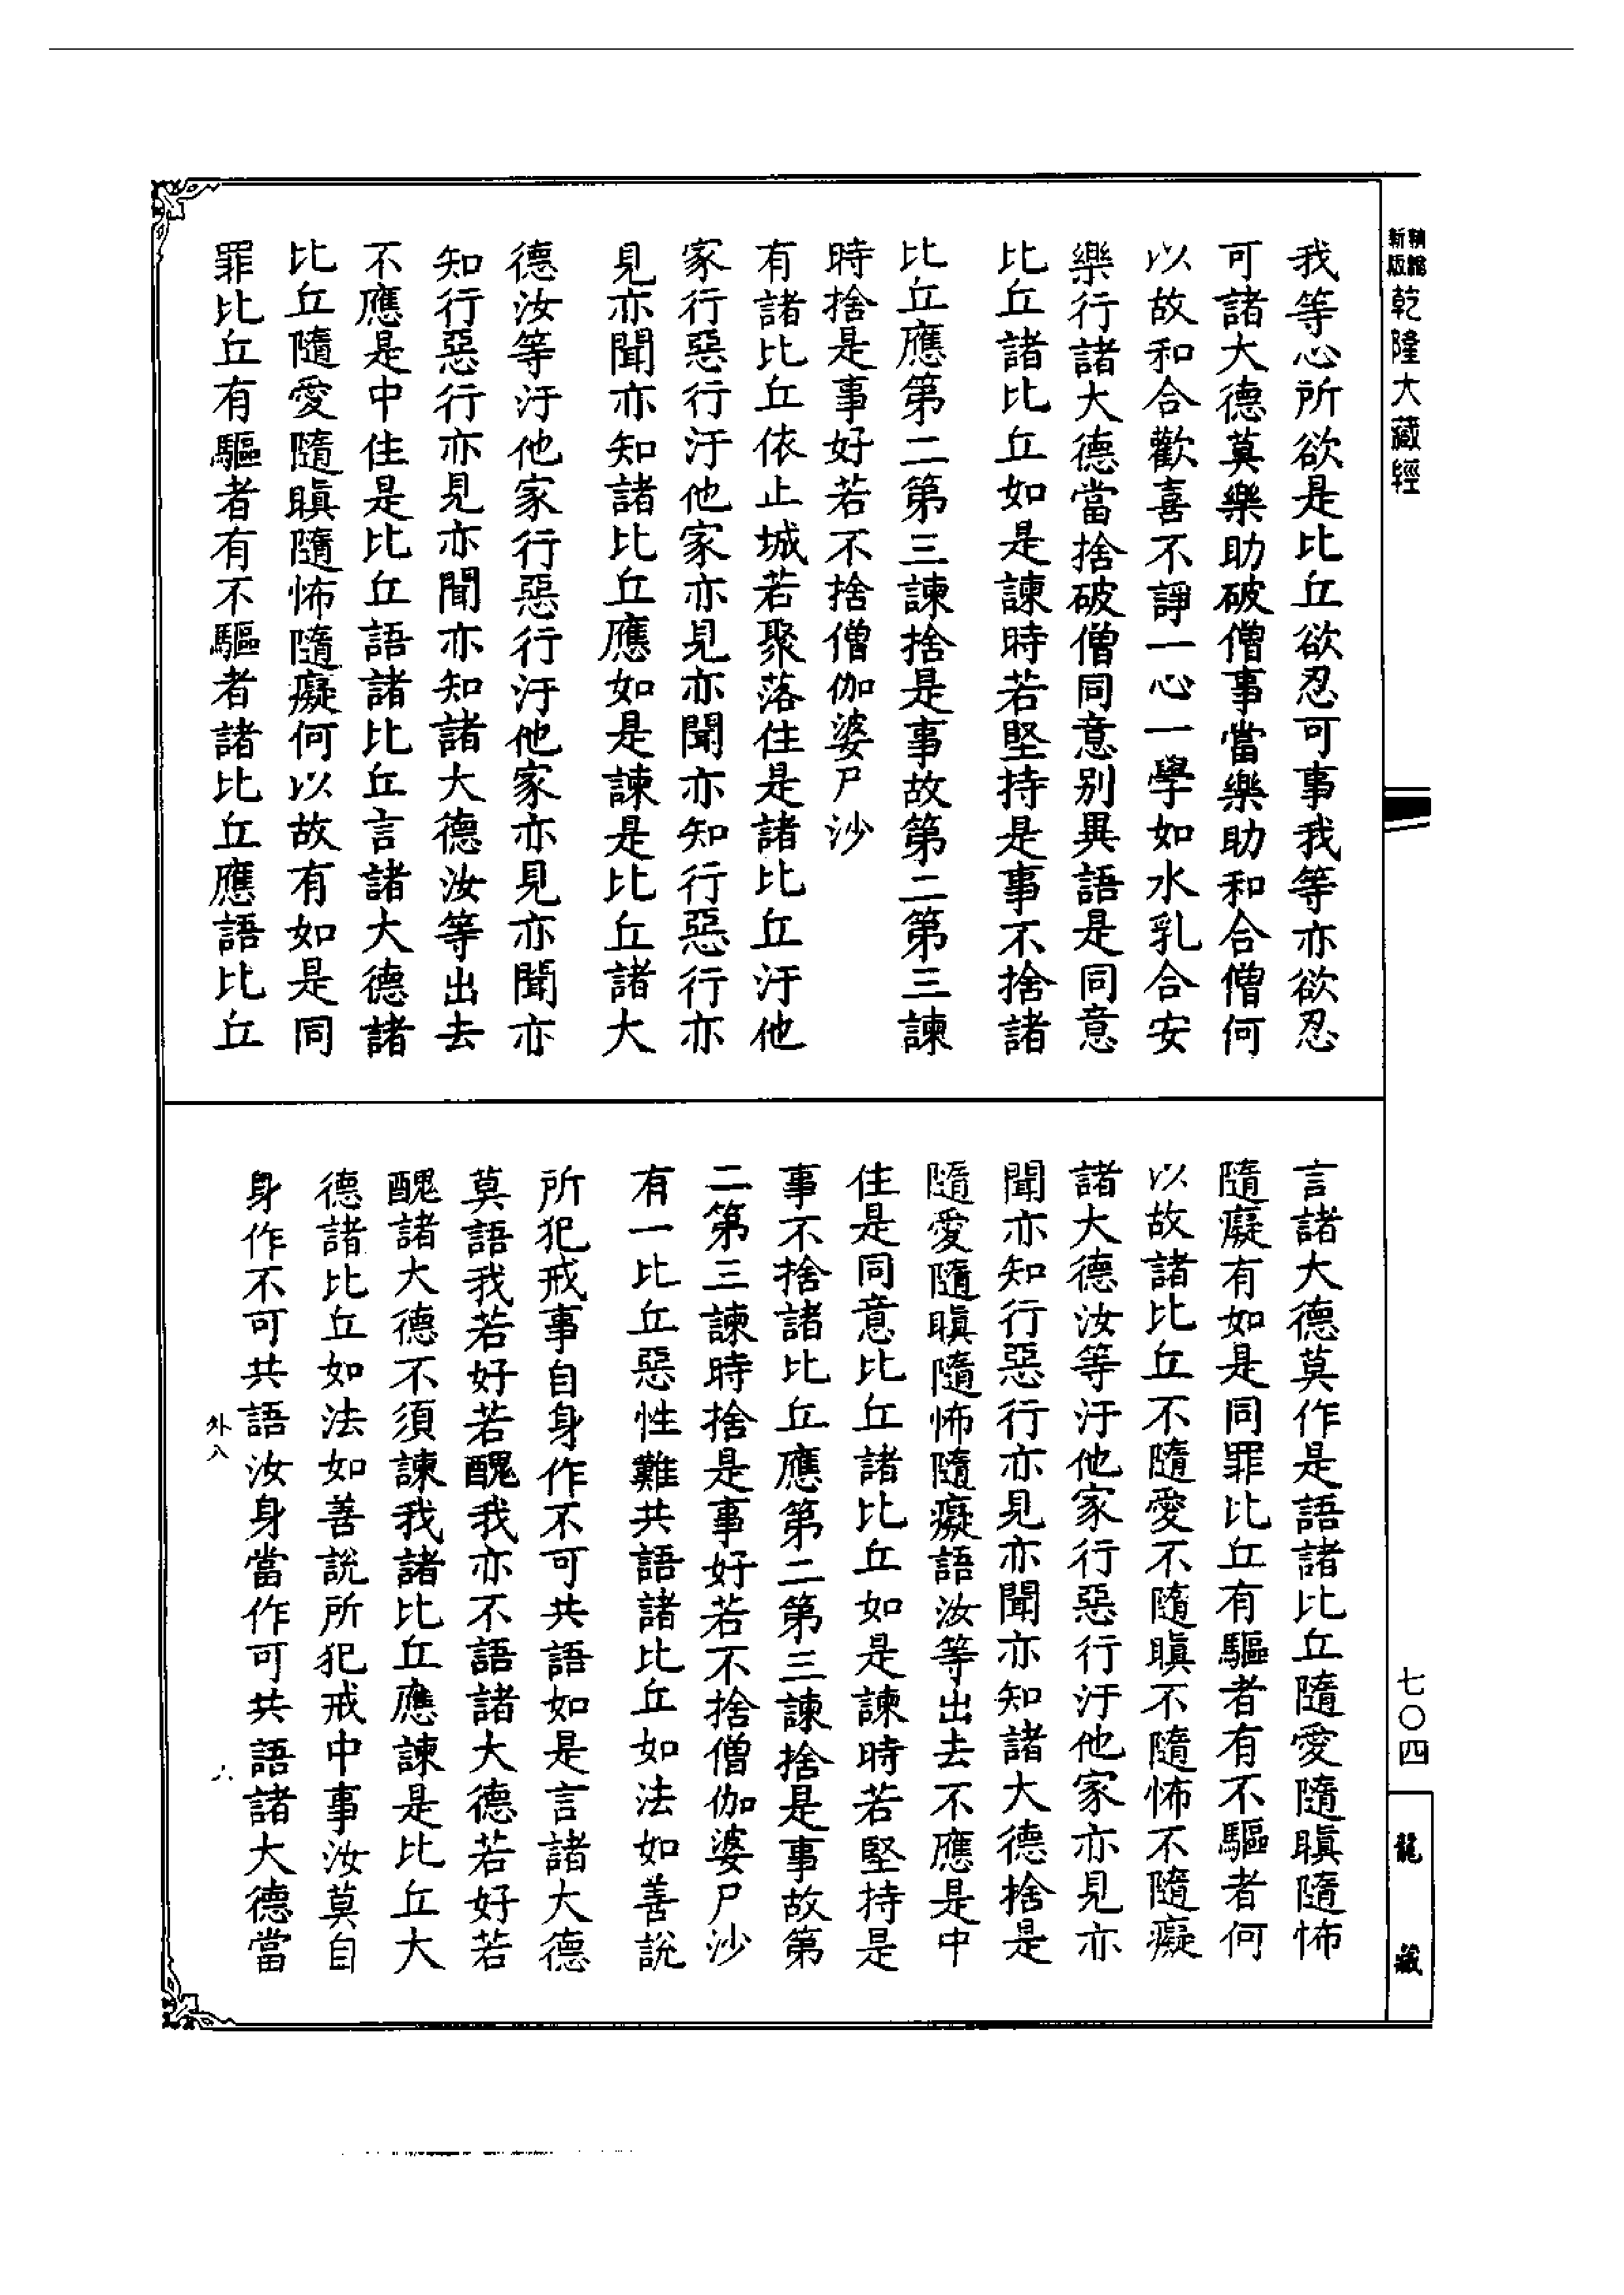 新編
縮版
乾隆大藏經
我等心所欲是比丘欲忍可事我等亦欲忍
可諸大德莫樂助破僧事當樂助和合僧何
以故和合歡喜不諍一心一學如水乳合安
樂行諸大德當捨破僧同意別異語是同意
比丘諸比丘如是諫時若堅持是事不捨諸
比丘應第二第三諫捨是事故第二第三諫
時捨是事好若不捨僧伽婆尸沙
有諸比丘依止城若聚落住是諸比丘汙他
家行惡行汙他家亦見亦聞亦知行惡行亦
見亦聞亦知諸比丘應如是諫是比丘諸大
德汝等汙他家行惡行汙他家亦見亦聞亦
知行惡行亦見亦聞亦知諸大德汝等出去
不應是中住是比丘語諸比丘言諸大德諸
比丘隨愛隨瞋隨怖隨癡何以故有如是同
罪比丘有驅者有不驅者諸比丘應語比丘
言諸大德莫作是語諸比丘隨愛隨瞋隨怖
隨癡有如是同罪比丘有驅者有不驅者何
以故諸比丘不隨愛不隨瞋不隨怖不隨癡
諸大德汝等汙他家行惡行汙他家亦見亦
聞亦知行惡行亦見亦聞亦知諸大德捨是
隨愛隨瞋隨怖隨癡語汝等出去不應是中
住是同意比丘諸比丘如是諫時若堅持是
事不捨諸比丘應第二第三諫捨是事故第
二第三諫時捨是事好若不捨僧伽婆尸沙
有一比丘惡性難共語諸比丘如法如善說
所犯戒事自身作不可共語如是言諸大德
莫語我若好若醜我亦不語諸大德若好若
醜諸大德不須諫我諸比丘應諫是比丘大
德諸比丘如法如善說所犯戒中事汝莫自
身作不可共語汝身當作可共語諸大德當
外入
八
七〇四
龍藏